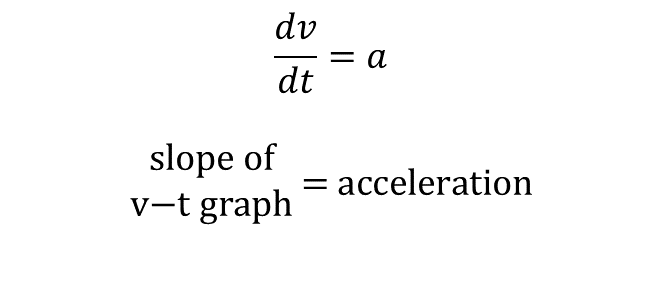 dv
dt
= a
slope of
v−t graph
= acceleration